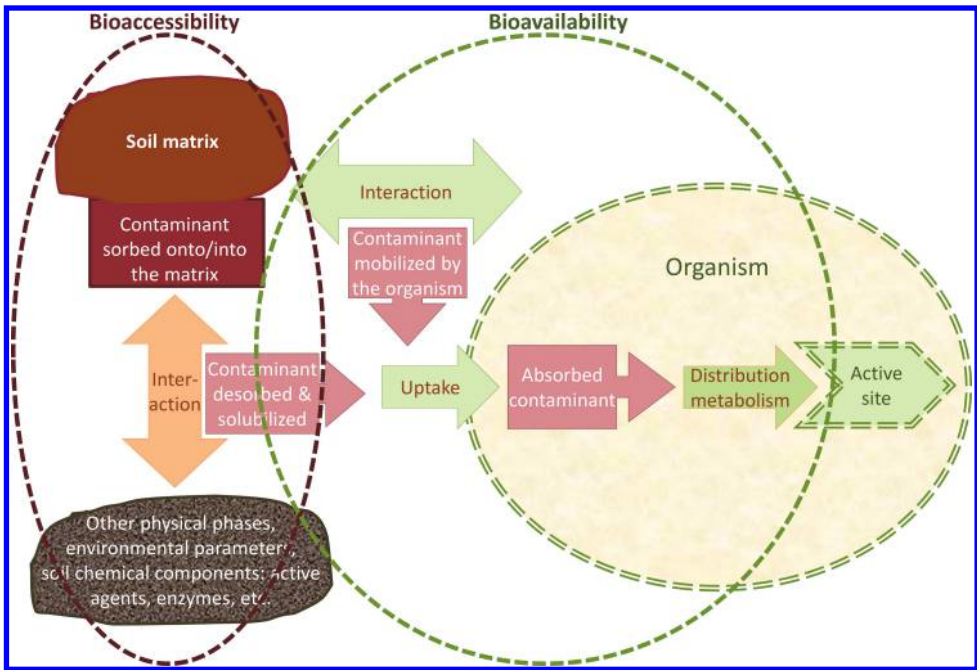 Bioaccessibility
Bioavailability
Soil matrix
Contaminant
sorbed onto/into
the matrix
Interaction
Contaminant
mobilized by
the organism
Organism
Inter-
action
Contaminant
desorbed &
solubilized
Uptake
Absorbed
contaminant
Distribution
metabolism
Active
site
Other physical phases,
environmental parameters,
soil chemical components: active
agents, enzymes, etc.